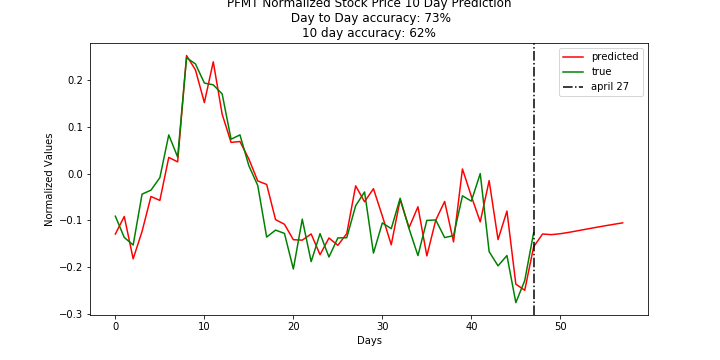 PFMT Normalized Stock Price 10 Day Prediction
Day to Day accuracy: 73%
10 day accuracy: 62%
predicted
true
april 27
Normalized Values
0.2
0.1
0.0
−0.1
−0.2
−0.3
0 10 20 30 40 50
Days